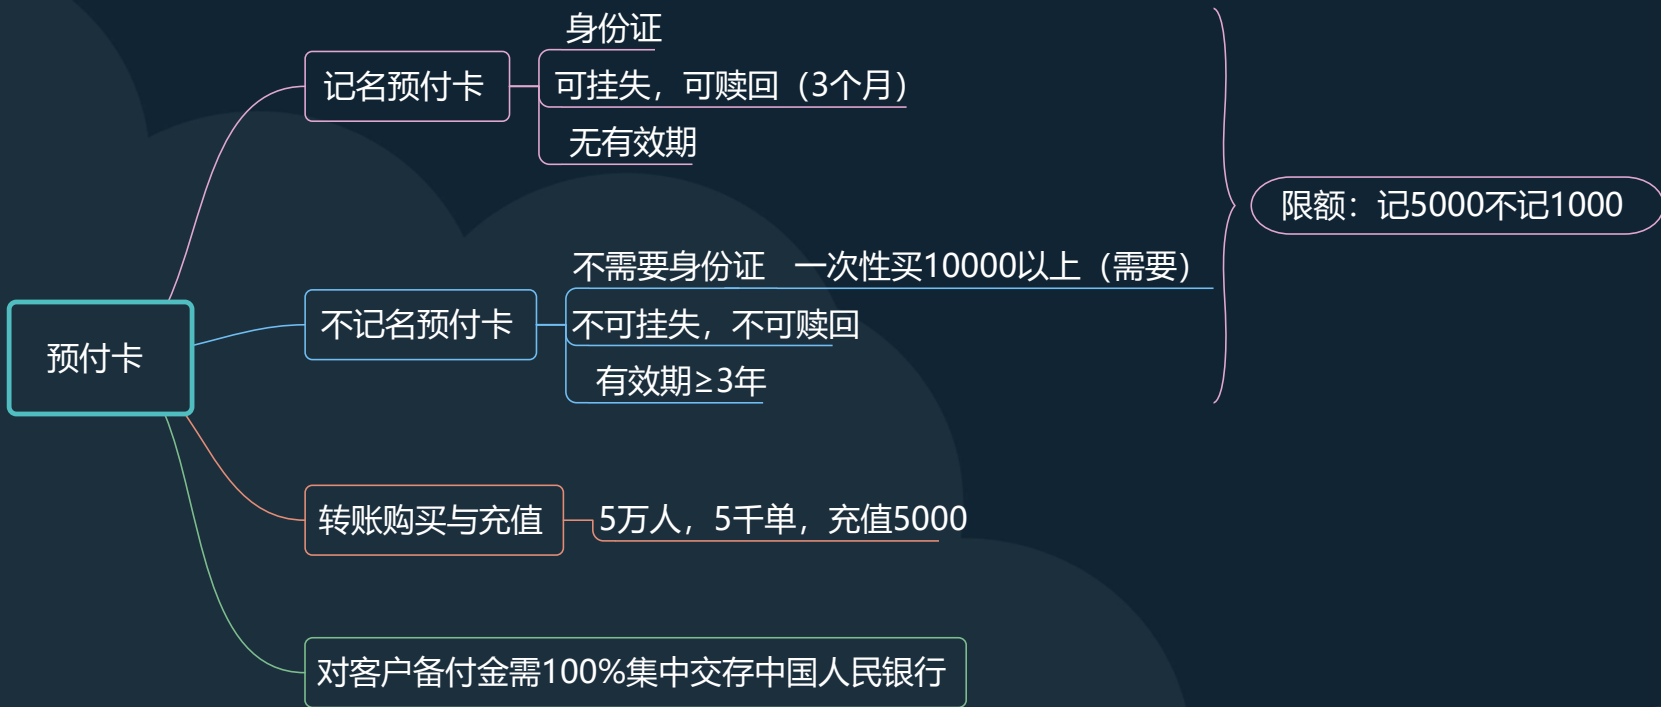 预付卡
记名预付卡
身份证
可挂失，可赎回（3个月）
无有效期
不记名预付卡
不需要身份证 一次性买10000以上（需要）
不可挂失，不可赎回
有效期≥3年
限额：记5000不记1000
转账购买与充值
5万人，5千单，充值5000
对客户备付金需100%集中交存中国人民银行